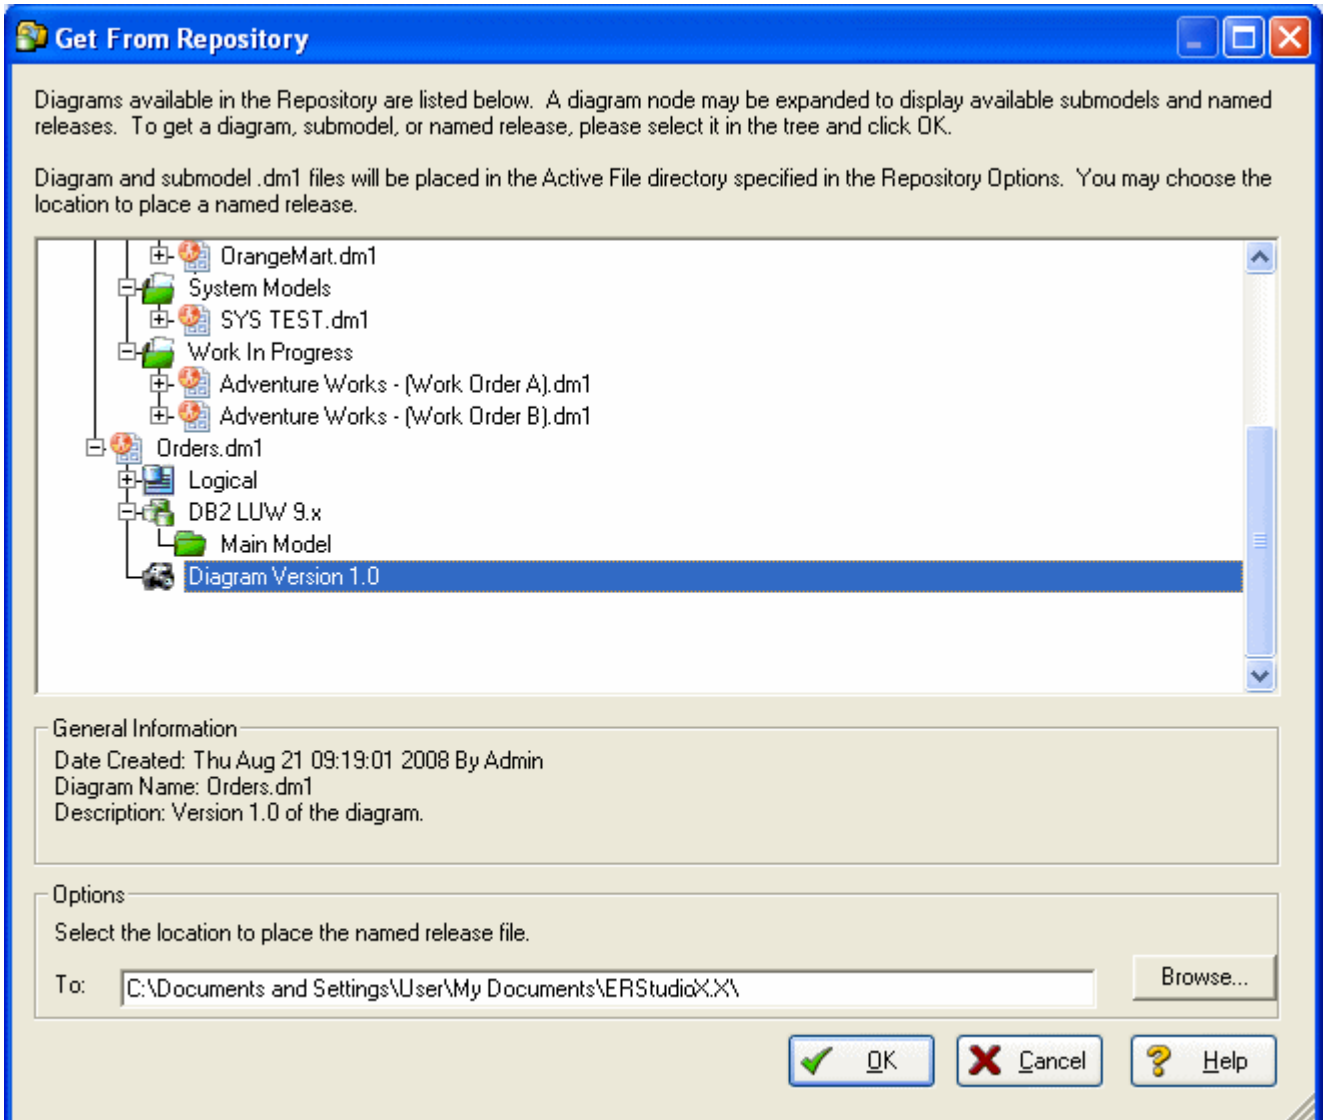 Get From Repository
Diagrams available in the Repository are listed below.  A diagram node may be expanded to display available submodels and named
releases.  To get a diagram, submodel, or named release, please select it in the tree and click OK.
Diagram and submodel .dm1 files will be placed in the Active File directory specified in the Repository Options.  You may choose the
location to place a named release.
OrangeMart.dm1
System Models
SYS TEST.dm1
Work In Progress
Adventure Works - (Work Order A).dm1
Adventure Works - (Work Order B).dm1
Orders.dm1
Logical
DB2 LUW 9.x
Main Model
Diagram Version 1.0
General Information
Date Created: Thu Aug 21 09:19:01 2008 By Admin
Diagram Name: Orders.dm1
Description: Version 1.0 of the diagram.
Options
Select the location to place the named release file.
To: C:\Documents and Settings\User\My Documents\ERStudioX.X\ Browse...
OK Cancel Help